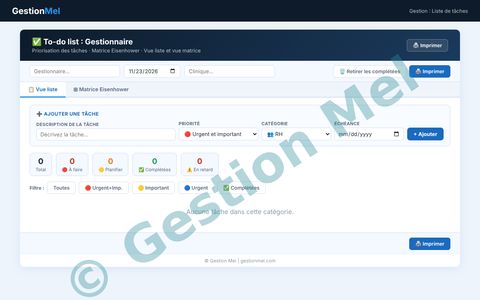 GestionMel
Gestion : Liste de tâches
✅ To-do list : Gestionnaire
Priorisation des tâches · Matrice Eisenhower · Vue liste et vue matrice
🖨️ Imprimer
Gestionnaire...
11/23/2026
Clinique...
🗑️ Retirer les complétées
🖨️ Imprimer
📋 Vue liste
⊞ Matrice Eisenhower
➕ AJOUTER UNE TÂCHE
DESCRIPTION DE LA TÂCHE
PRIORITÉ
CATÉGORIE
ÉCHÉANCE
Décrivez la tâche...
🔴 Urgent et important
👥 RH
mm/dd/yyyy
+ Ajouter
0 0 0 0 0
Total
🔴 À faire
🟡 Planifier
✅ Complétées
⚠️ En retard
Filtre :
Toutes
🔴 Urgent+Imp.
🟡 Important
🔵 Urgent
✅ Complétées
Aucune tâche dans cette catégorie.
🖨️ Imprimer
© Gestion Mel | gestionmel.com
© Gestion Mel